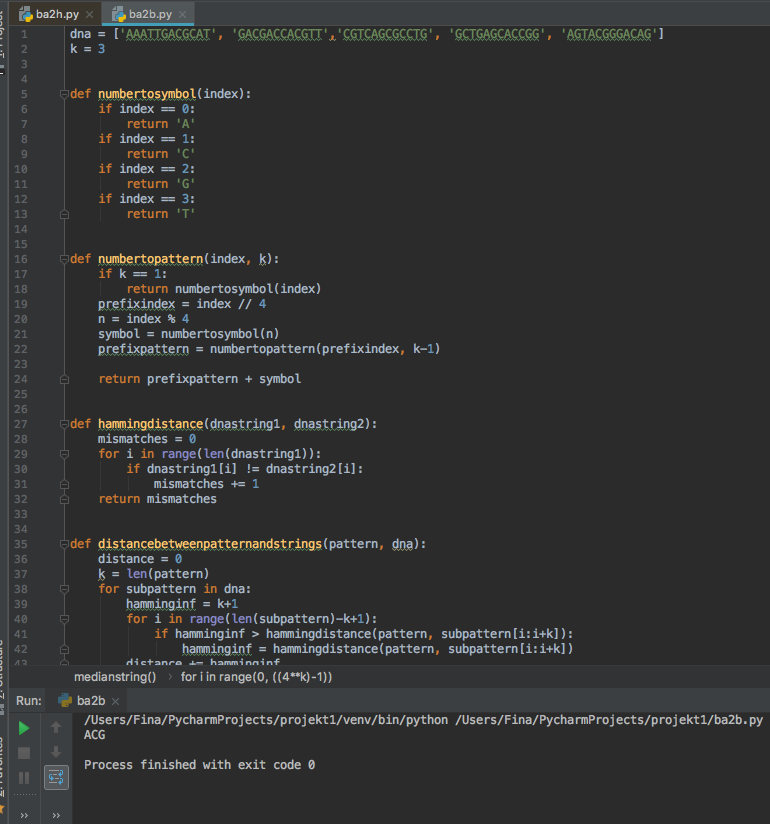 ba2h.py × ba2b.py ×
1 dna = ['AAATTGACGCAT', 'GACGACCACGTT','CGTCAGCGCCTG', 'GCTGAGCACCGG', 'AGTACGGGACAG']
2 k = 3
3
4
5 def numbertosymbol(index):
6     if index == 0:
7         return 'A'
8     if index == 1:
9         return 'C'
10     if index == 2:
11         return 'G'
12     if index == 3:
13         return 'T'
14
15
16 def numbertopattern(index, k):
17     if k == 1:
18         return numbertosymbol(index)
19     prefixindex = index // 4
20     n = index % 4
21     symbol = numbertosymbol(n)
22     prefixpattern = numbertopattern(prefixindex, k-1)
23
24     return prefixpattern + symbol
25
26
27 def hammingdistance(dnastring1, dnastring2):
28     mismatches = 0
29     for i in range(len(dnastring1)):
30         if dnastring1[i] != dnastring2[i]:
31             mismatches += 1
32     return mismatches
33
34
35 def distancebetweenpatternandstrings(pattern, dna):
36     distance = 0
37     k = len(pattern)
38     for subpattern in dna:
39         hamminginf = k+1
40         for i in range(len(subpattern)-k+1):
41             if hamminginf > hammingdistance(pattern, subpattern[i:i+k]):
42                 hamminginf = hammingdistance(pattern, subpattern[i:i+k])
43         distance += hamminginf
medianstring() › for i in range(0, ((4**k)-1))
Run: ba2b ×
/Users/Fina/PycharmProjects/projekt1/venv/bin/python /Users/Fina/PycharmProjects/projekt1/ba2b.py
ACG
Process finished with exit code 0